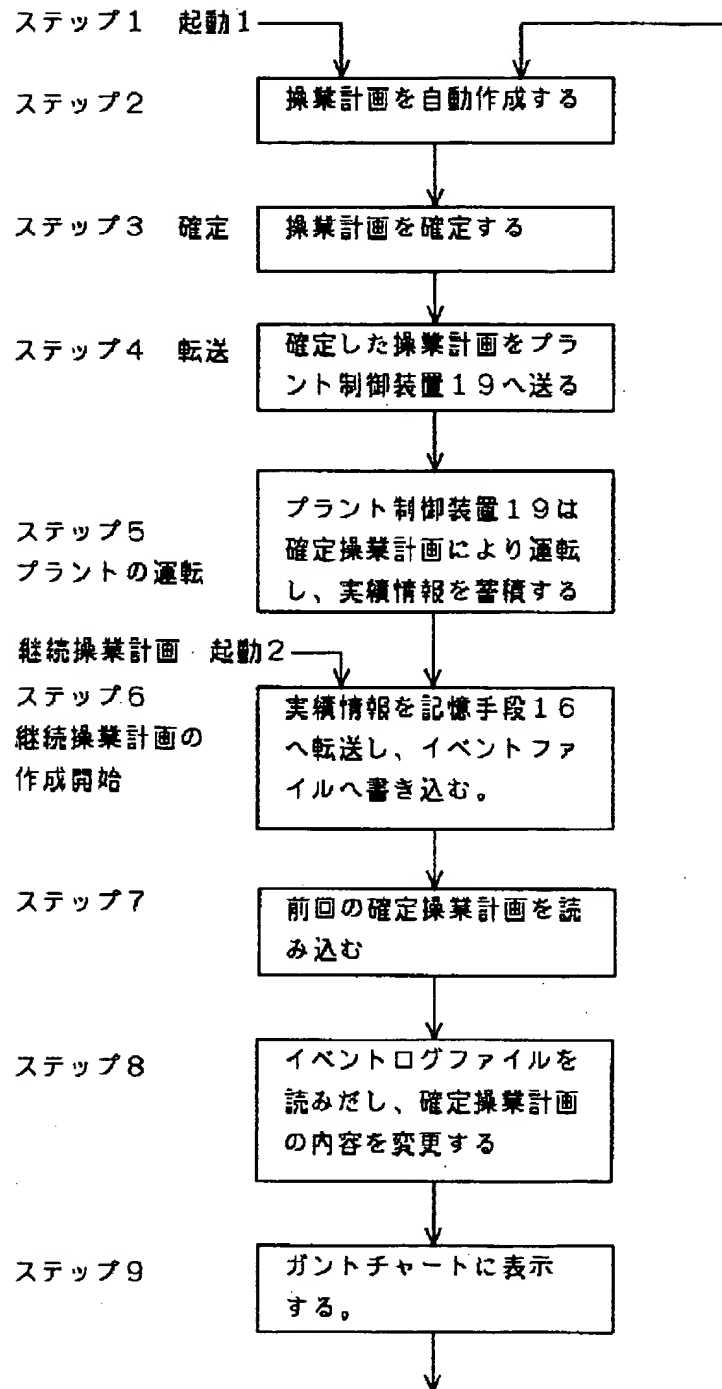 ステップ1 起動1
ステップ2
操業計画を自動作成する
ステップ3 確定
操業計画を確定する
ステップ4 転送
確定した操業計画をプラ
ント制御装置19へ送る
ステップ5
プラントの運転
プラント制御装置19は
確定操業計画により運転
し、実績情報を蓄積する
継続操業計画 起動2
ステップ6
継続操業計画の
作成開始
実績情報を記憶手段16
へ転送し、イベントファ
イルへ書き込む。
ステップ7
前回の確定操業計画を読
み込む
ステップ8
イベントログファイルを
読みだし、確定操業計画
の内容を変更する
ステップ9
ガントチャートに表示
する。